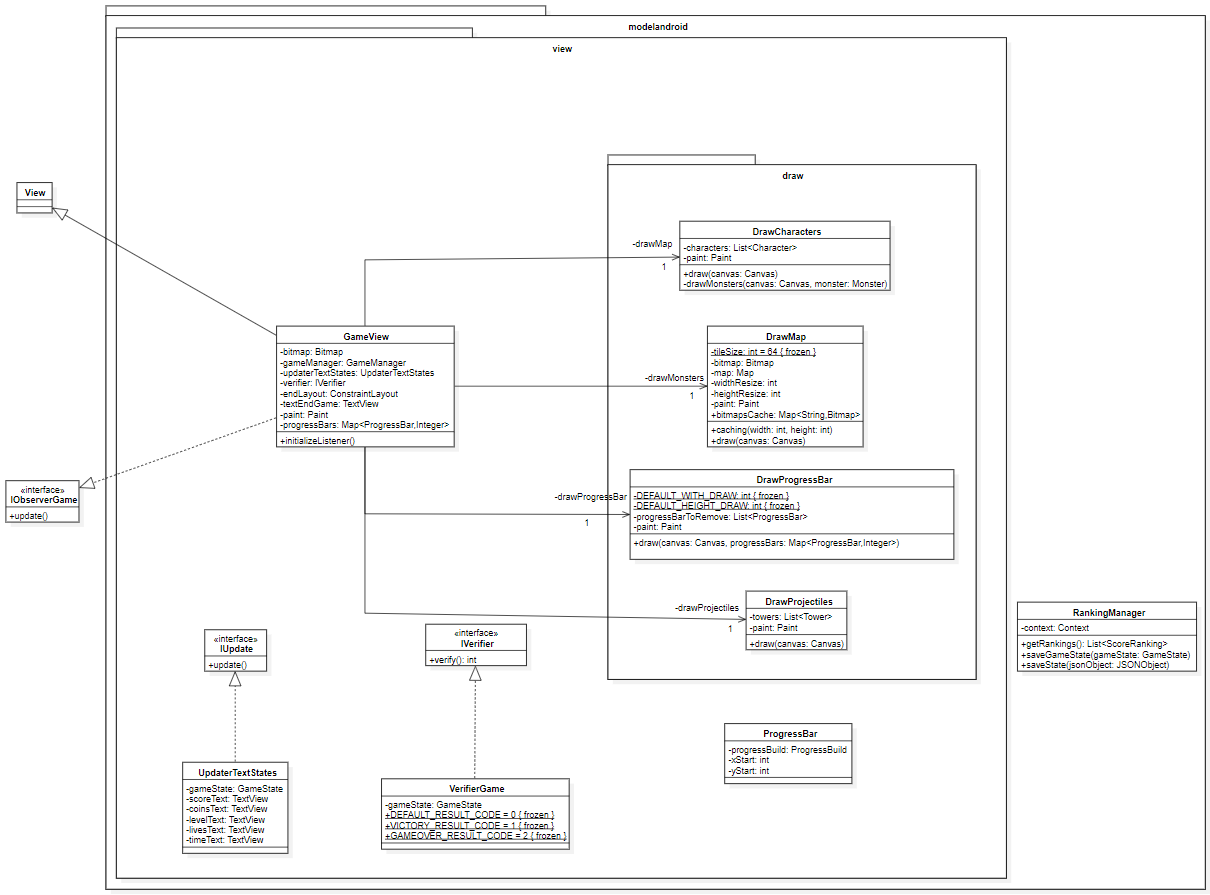 modelandroid
view
draw
View
DrawCharacters
-characters: List<Character>
-paint: Paint
+draw(canvas: Canvas)
-drawMonsters(canvas: Canvas, monster: Monster)
-drawMap
1
GameView
-bitmap: Bitmap
-gameManager: GameManager
-updaterTextStates: UpdaterTextStates
-verifier: IVerifier
-endLayout: ConstraintLayout
-textEndGame: TextView
-paint: Paint
-progressBars: Map<ProgressBar,Integer>
+initializeListener()
-drawMonsters
1
DrawMap
-tileSize: int = 64 { frozen }
-bitmap: Bitmap
-map: Map
-widthResize: int
-heightResize: int
-paint: Paint
+bitmapsCache: Map<String,Bitmap>
+caching(width: int, height: int)
+draw(canvas: Canvas)
«interface»
IObserverGame
+update()
-drawProgressBar
1
DrawProgressBar
-DEFAULT_WITH_DRAW: int { frozen }
-DEFAULT_HEIGHT_DRAW: int { frozen }
-progressBarToRemove: List<ProgressBar>
-paint: Paint
+draw(canvas: Canvas, progressBars: Map<ProgressBar,Integer>)
-drawProjectiles
1
DrawProjectiles
-towers: List<Tower>
-paint: Paint
+draw(canvas: Canvas)
RankingManager
-context: Context
+getRankings(): List<ScoreRanking>
+saveGameState(gameState: GameState)
+saveState(jsonObject: JSONObject)
«interface»
IUpdate
+update()
«interface»
IVerifier
+verify(): int
ProgressBar
-progressBuild: ProgressBuild
-xStart: int
-yStart: int
UpdaterTextStates
-gameState: GameState
-scoreText: TextView
-coinsText: TextView
-levelText: TextView
-livesText: TextView
-timeText: TextView
VerifierGame
-gameState: GameState
+DEFAULT_RESULT_CODE = 0 { frozen }
+VICTORY_RESULT_CODE = 1 { frozen }
+GAMEOVER_RESULT_CODE = 2 { frozen }